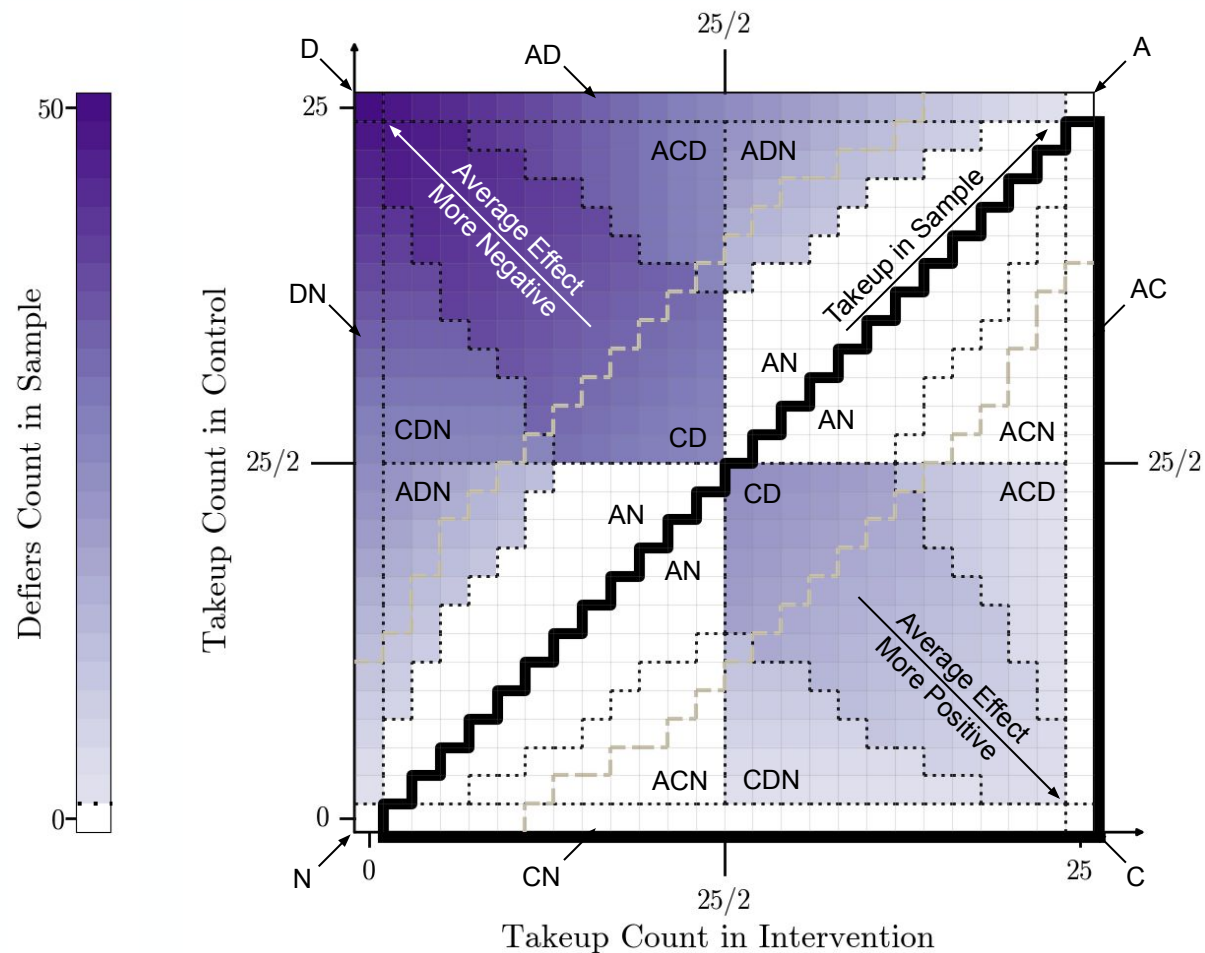 25/2
D
AD
A
50
25
ACD
ADN
Average Effect
More Negative
Takeup in Sample
DN
AC
Defiers Count in Sample
Takeup Count in Control
AN
AN
CDN
CD
ACN
25/2
25/2
ADN
CD
ACD
AN
AN
Average Effect
More Positive
ACN
CDN
0
0
N
0
CN
25/2
25
C
Takeup Count in Intervention